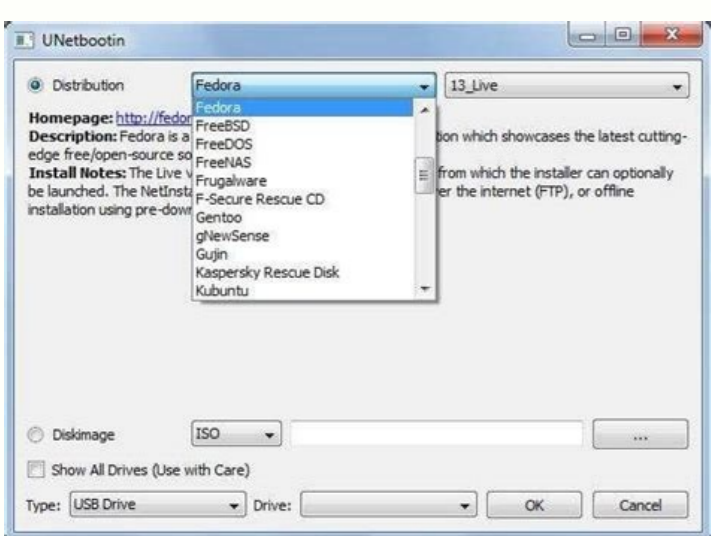 UNetbootin
Distribution
Fedora
13_Live
Homepage: http://fedor
Description: Fedora is a
tion which showcases the latest cutting-
edge free/open-source so
Install Notes: The Live v
from which the installer can optionally
be launched. The NetInsta
er the internet (FTP), or offline
installation using pre-dowr
Fedora
FreeBSD
FreeDOS
FreeNAS
Frugalware
F-Secure Rescue CD
Gentoo
gNewSense
Gujin
Kaspersky Rescue Disk
Kubuntu
Diskimage
ISO
...
Show All Drives (Use with Care)
Type: USB Drive
Drive:
OK
Cancel